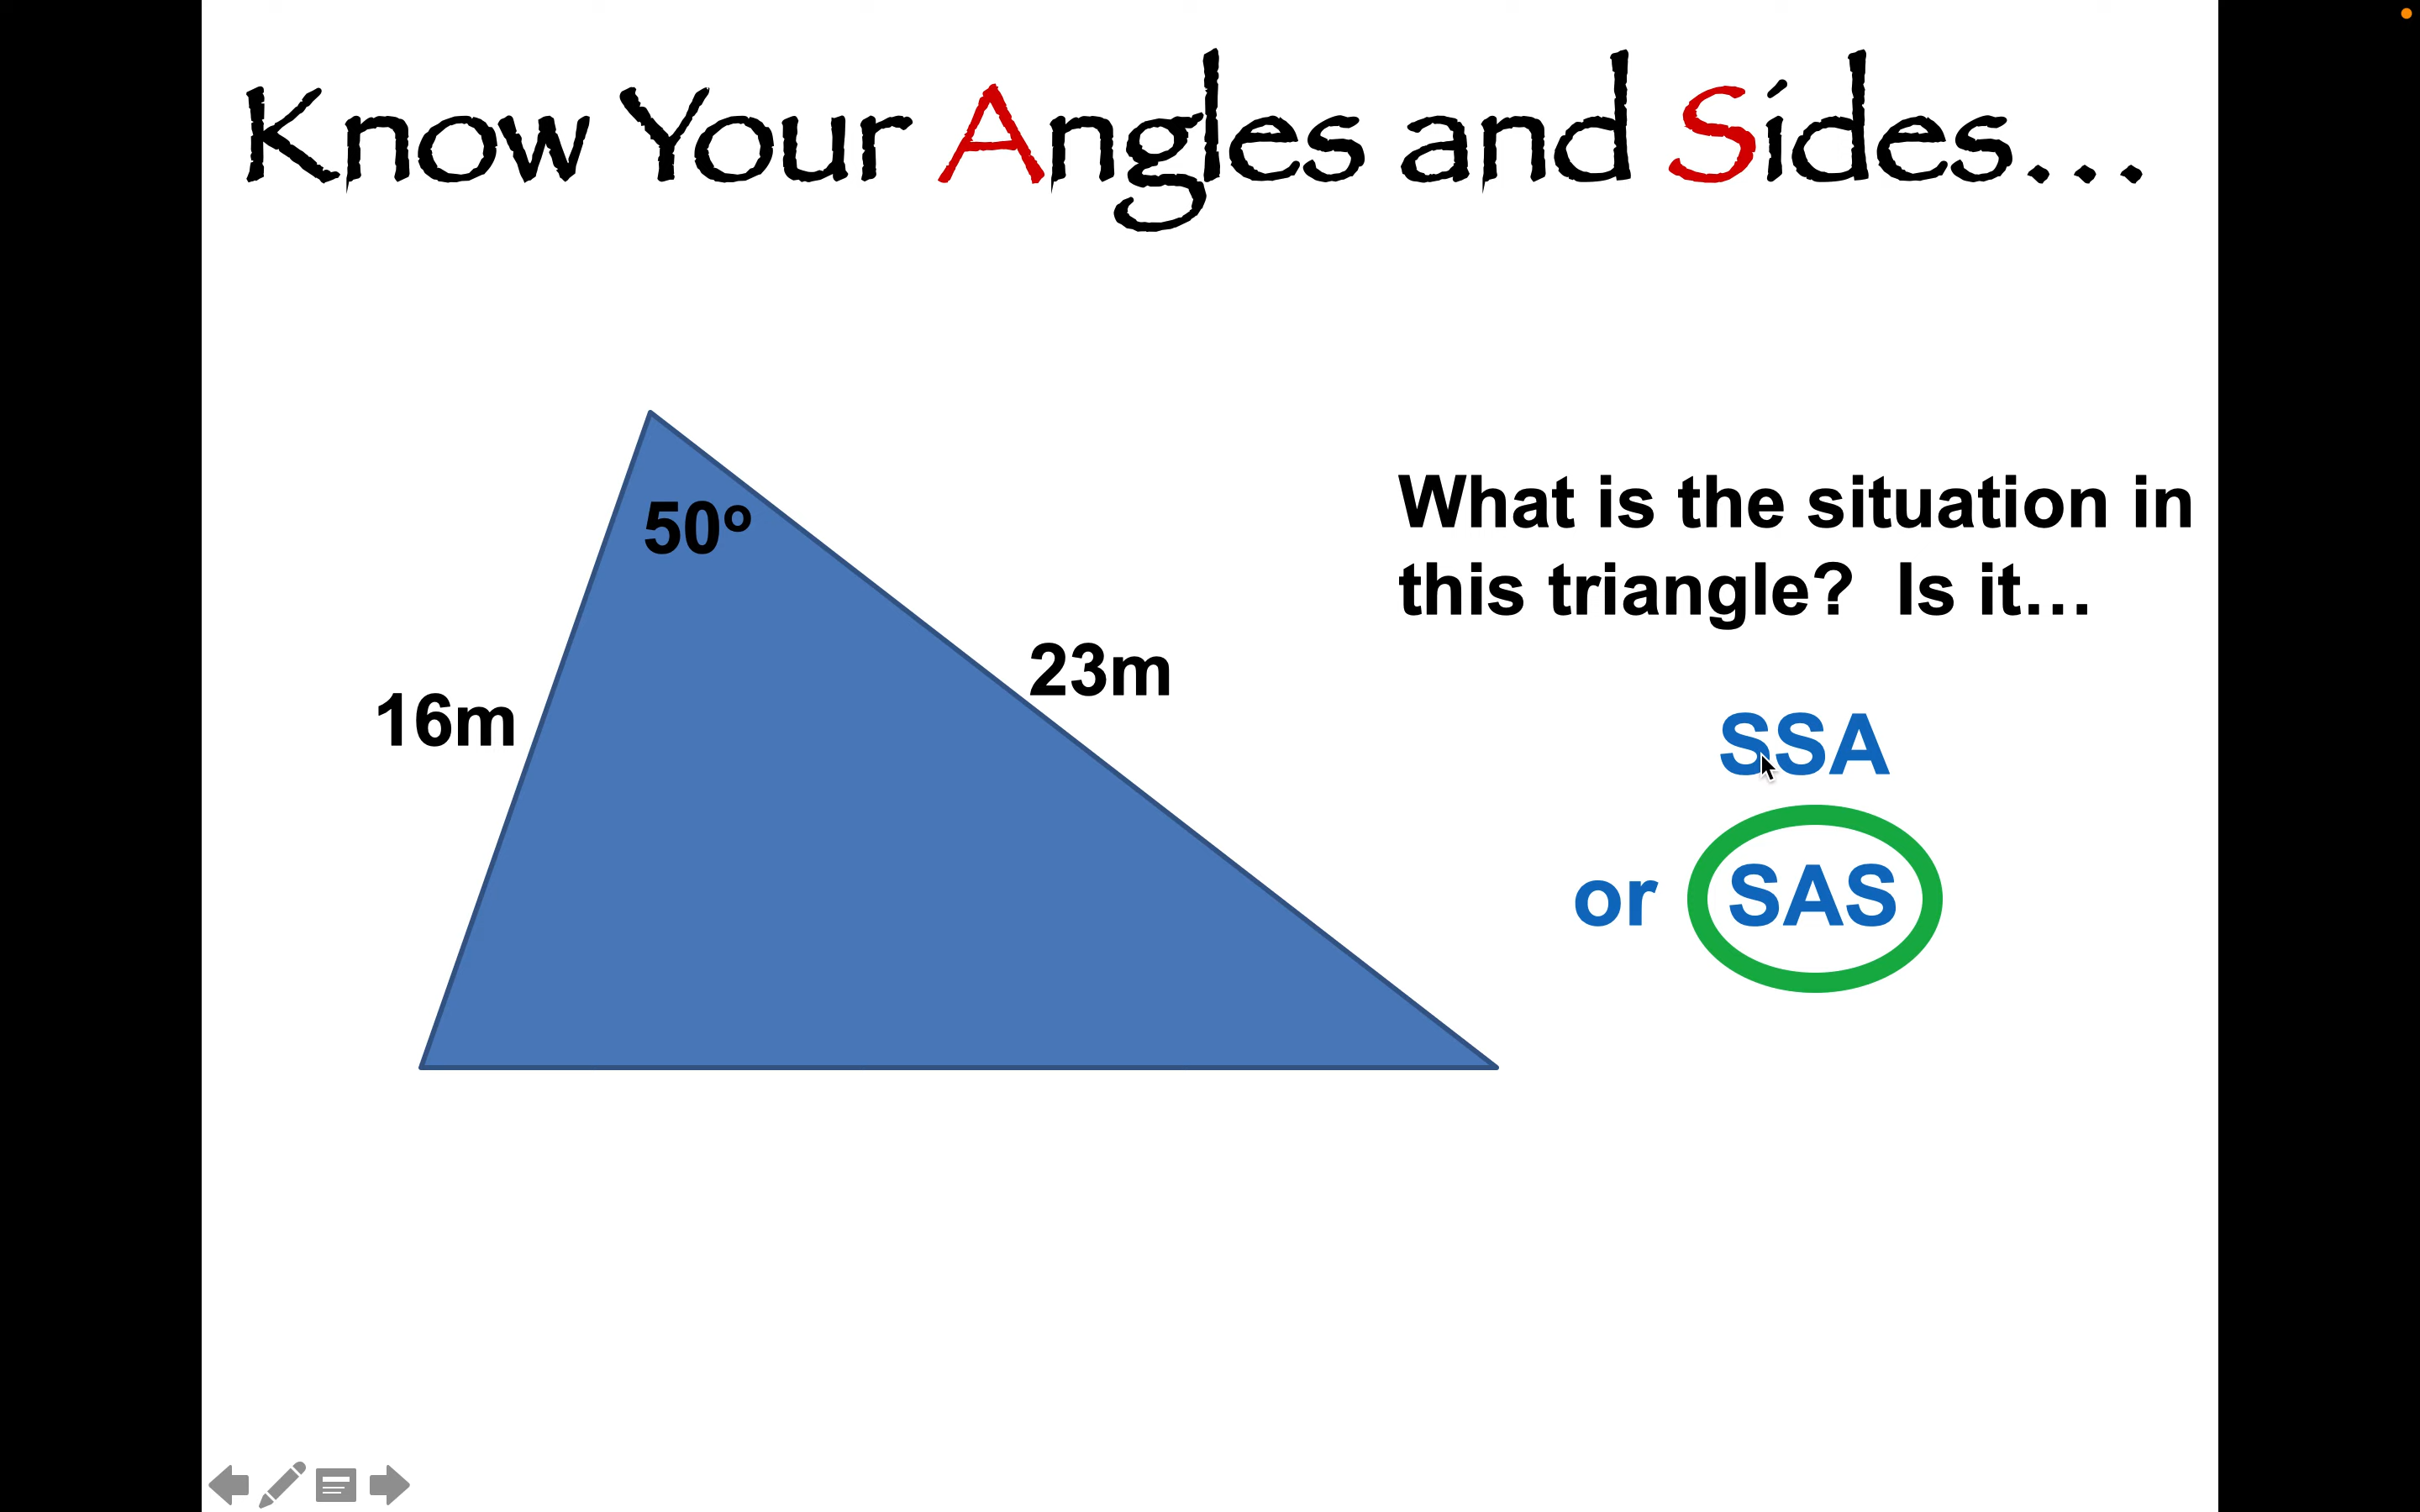 Know Your Angles and Sides...
50º
16m
23m
What is the situation in
this triangle? Is it...
SSA
or SAS